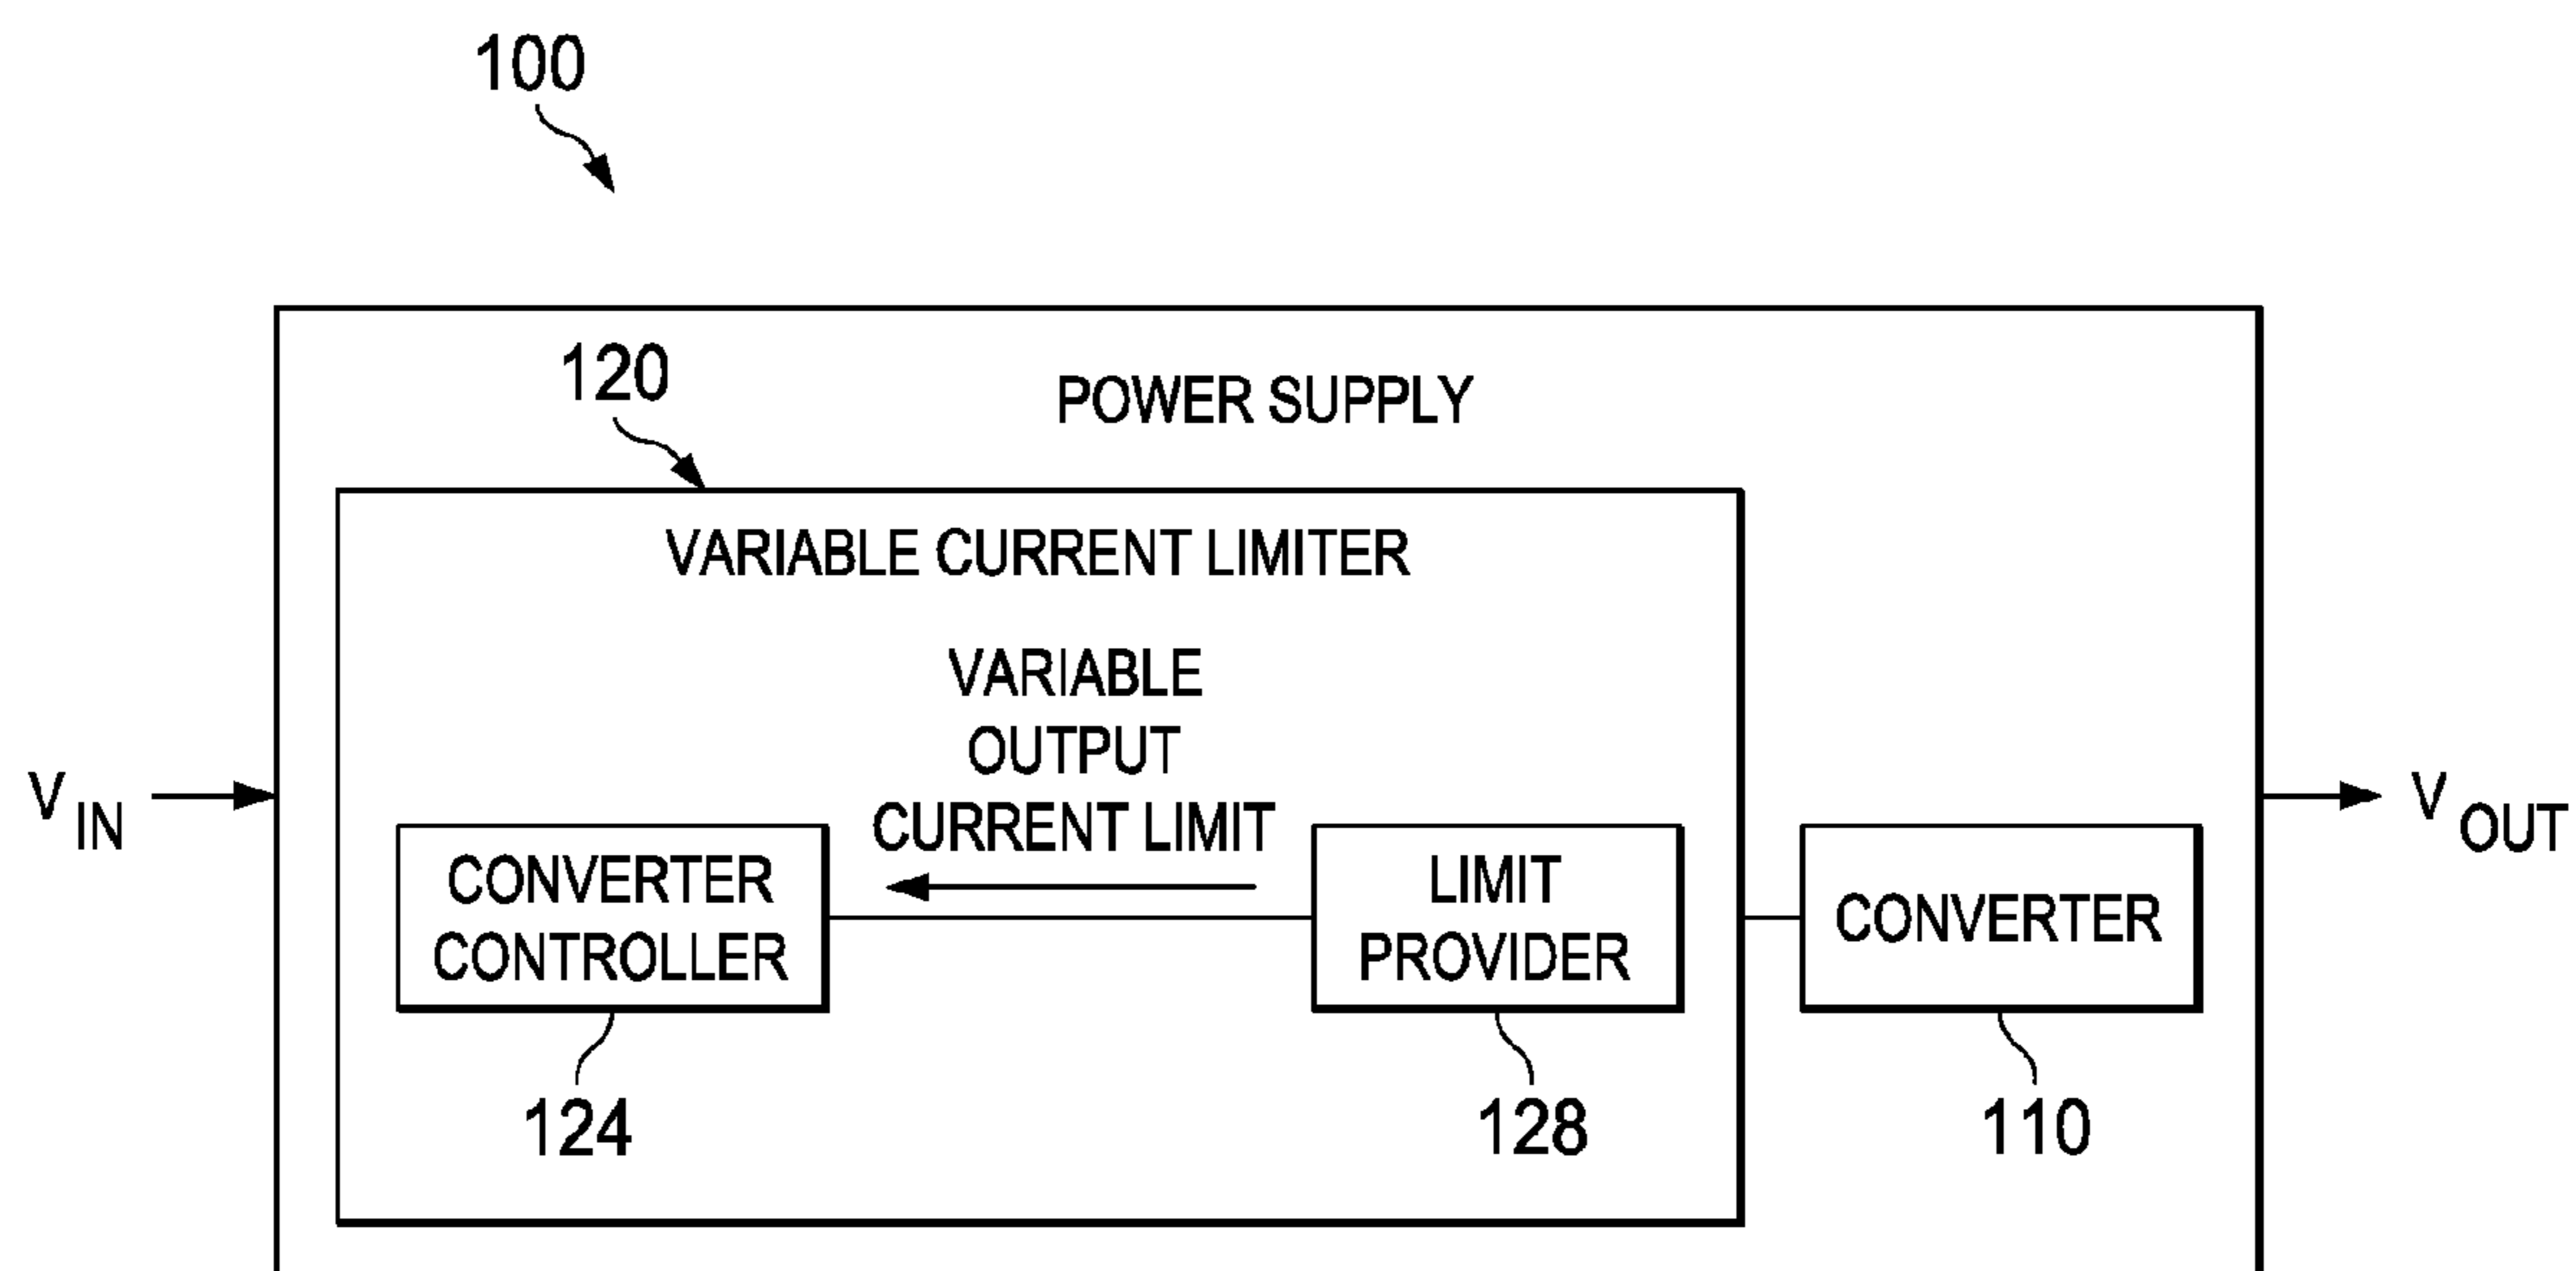 100
120
POWER SUPPLY
VARIABLE CURRENT LIMITER
VARIABLE
OUTPUT
CURRENT LIMIT
V IN
V OUT
CONVERTER
CONTROLLER
LIMIT
PROVIDER
CONVERTER
124
128
110